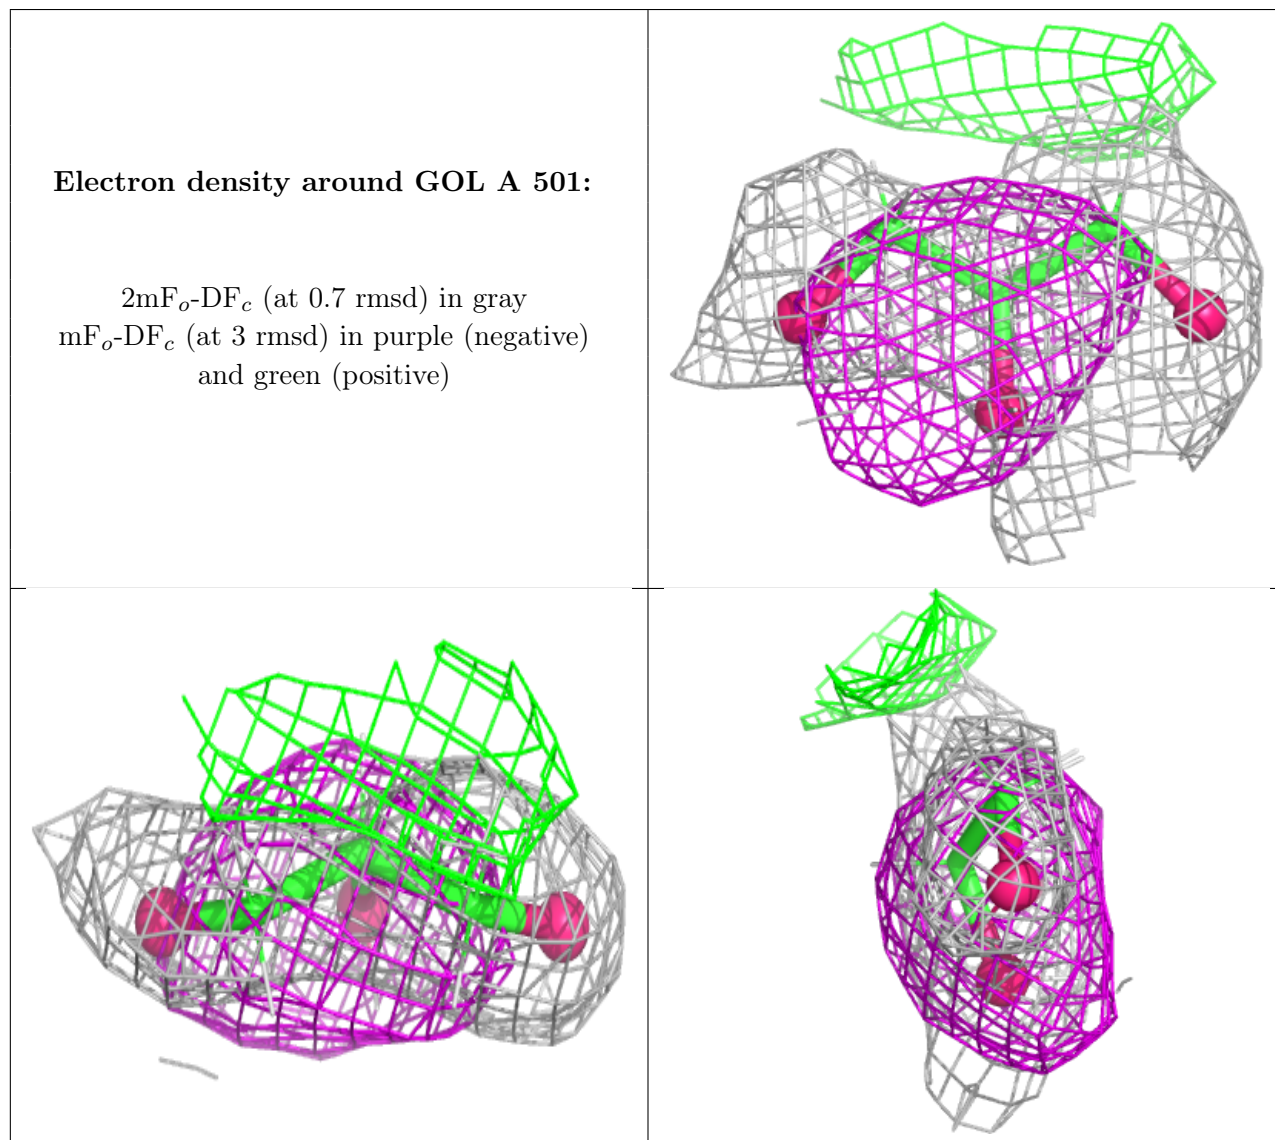 Electron density around GOL A 501:
2mFo-DFc (at 0.7 rmsd) in gray
mFo-DFc (at 3 rmsd) in purple (negative)
and green (positive)